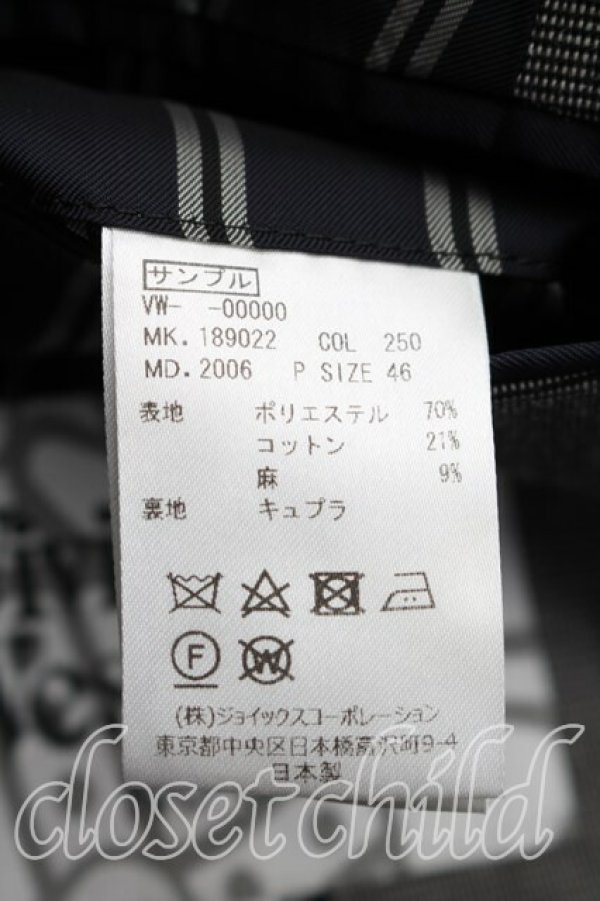 サンプル
VW- -00000
MK. 189022 COL 250
MD. 2006 P SIZE 46
表地 ポリエステル 70%
コットン 21%
麻 9%
裏地 キュプラ
F
W
(株)ジョイックスコーポレーション
東京都中央区日本橋富沢町9-4
日本製
closet child